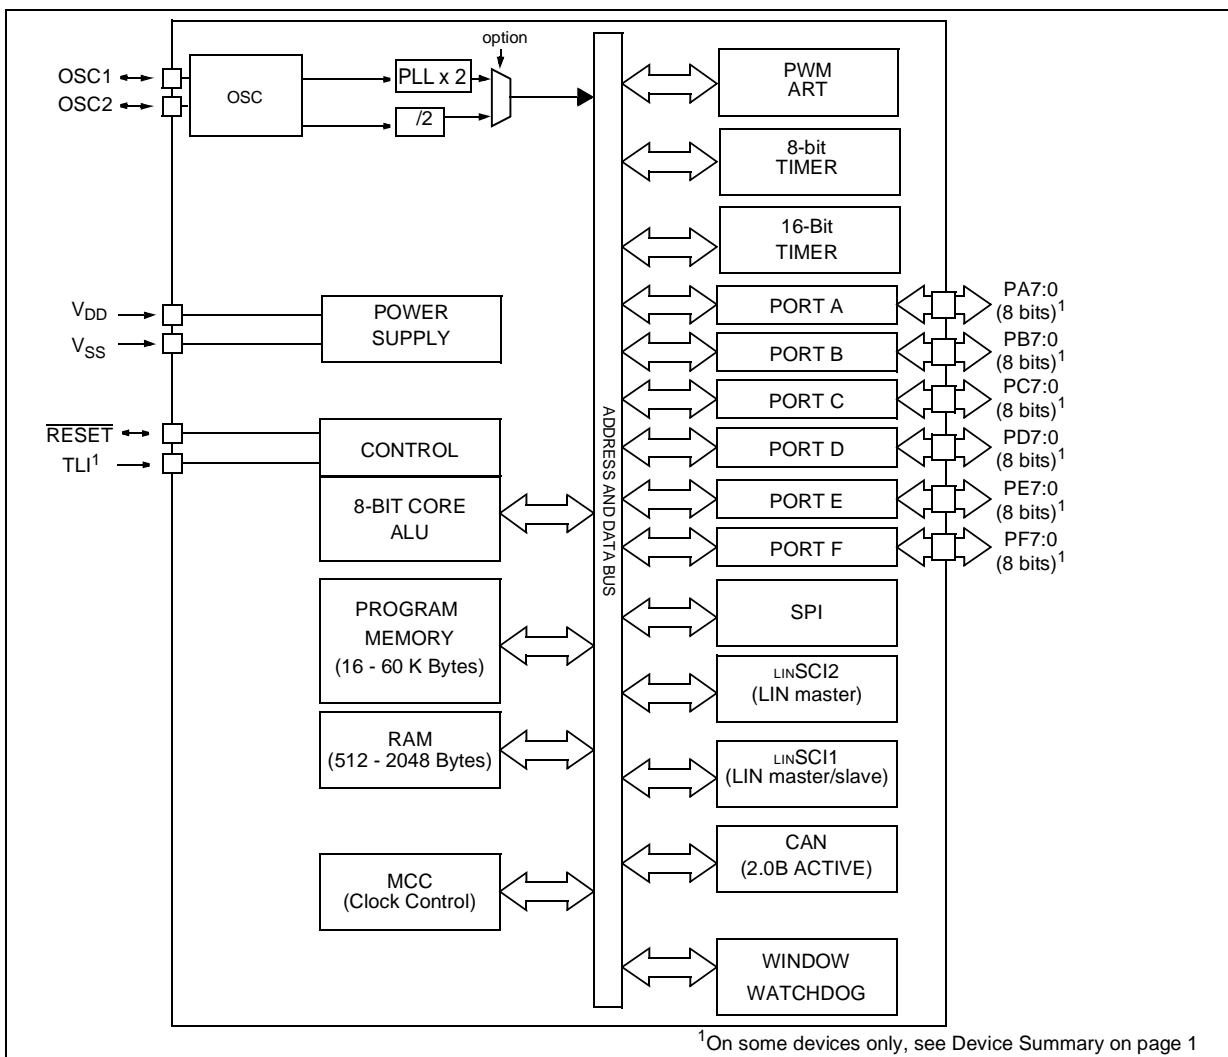 option
OSC1
OSC2
OSC
PLL x 2
/2
V_DD
V_SS
POWER
SUPPLY
RESET
TLI¹
CONTROL
8-BIT CORE
ALU
PROGRAM
MEMORY
(16 - 60 K Bytes)
RAM
(512 - 2048 Bytes)
MCC
(Clock Control)
ADDRESS AND DATA BUS
PWM
ART
8-bit
TIMER
16-Bit
TIMER
PORT A
PA7:0
(8 bits)¹
PORT B
PB7:0
(8 bits)¹
PORT C
PC7:0
(8 bits)¹
PORT D
PD7:0
(8 bits)¹
PORT E
PE7:0
(8 bits)¹
PORT F
PF7:0
(8 bits)¹
SPI
LINSCI2
(LIN master)
LINSCI1
(LIN master/slave)
CAN
(2.0B ACTIVE)
WINDOW
WATCHDOG
¹On some devices only, see Device Summary on page 1